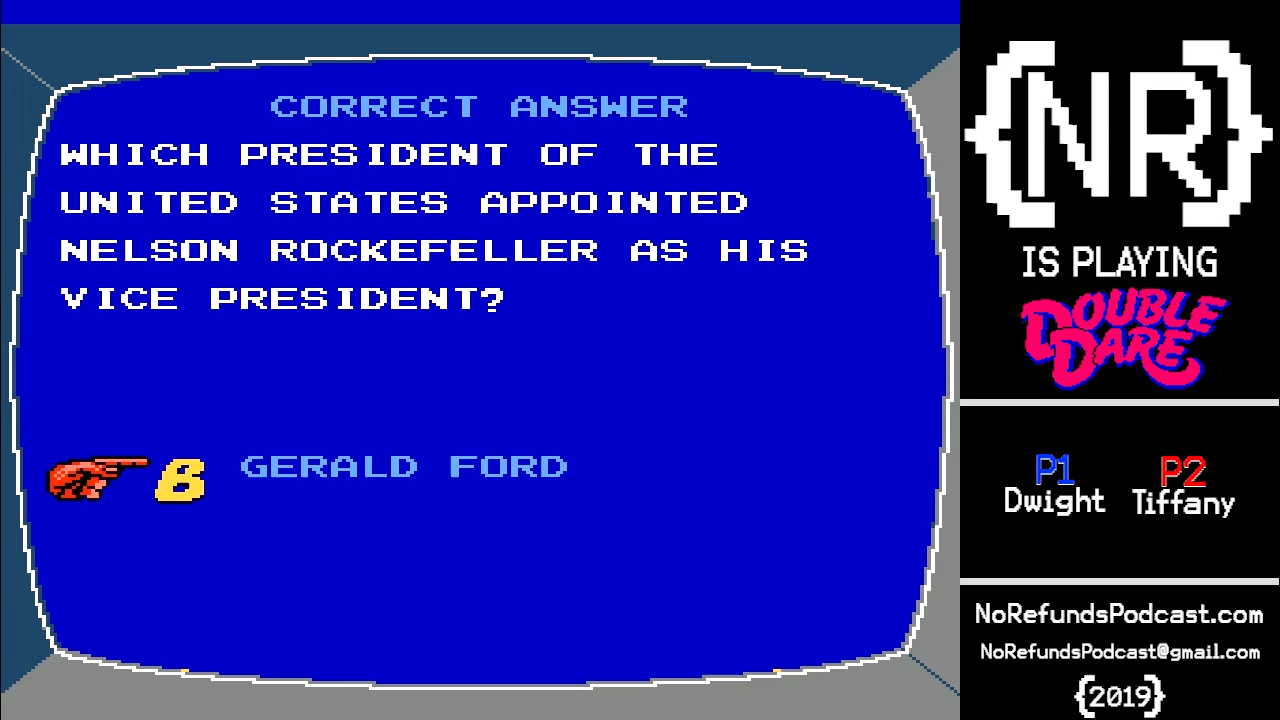 CORRECT ANSWER
WHICH PRESIDENT OF THE
UNITED STATES APPOINTED
NELSON ROCKEFELLER AS HIS
VICE PRESIDENT?
B GERALD FORD
{NR}
IS PLAYING
DOUBLE
DARE
P1 P2
Dwight Tiffany
NoRefundsPodcast.com
NoRefundsPodcast@gmail.com
{2019}